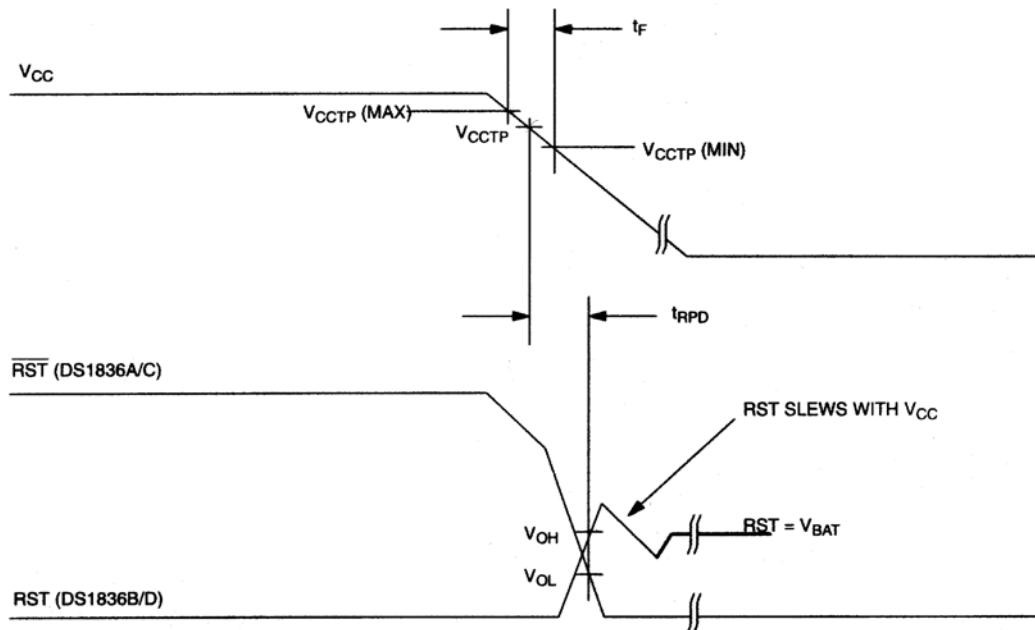 tF
VCC
VCCTP (MAX)
VCCTP
VCCTP (MIN)
tRPD
RST (DS1836A/C)
RST SLEWS WITH VCC
VOH
RST = VBAT
VOL
RST (DS1836B/D)